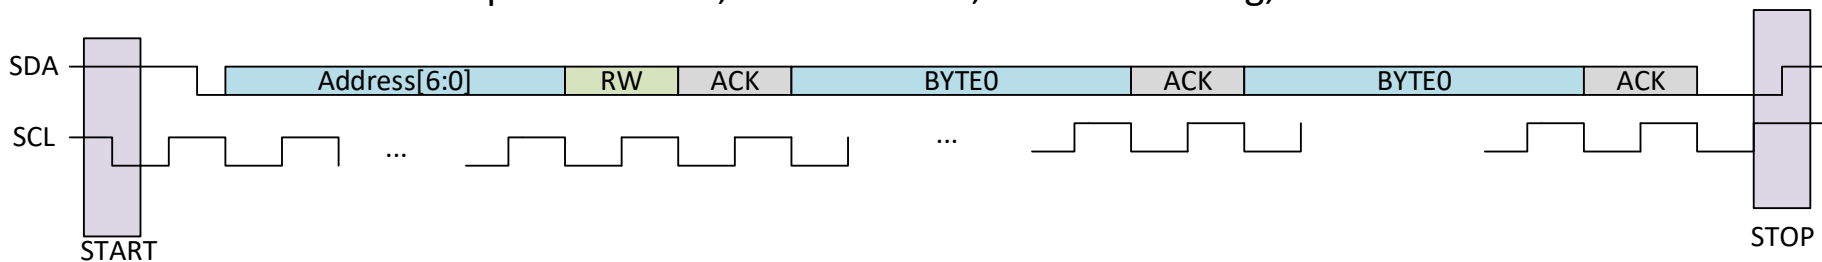 SDA Address[6:0] RW ACK BYTE0 ACK BYTE0 ACK
SCL ... ...
START STOP